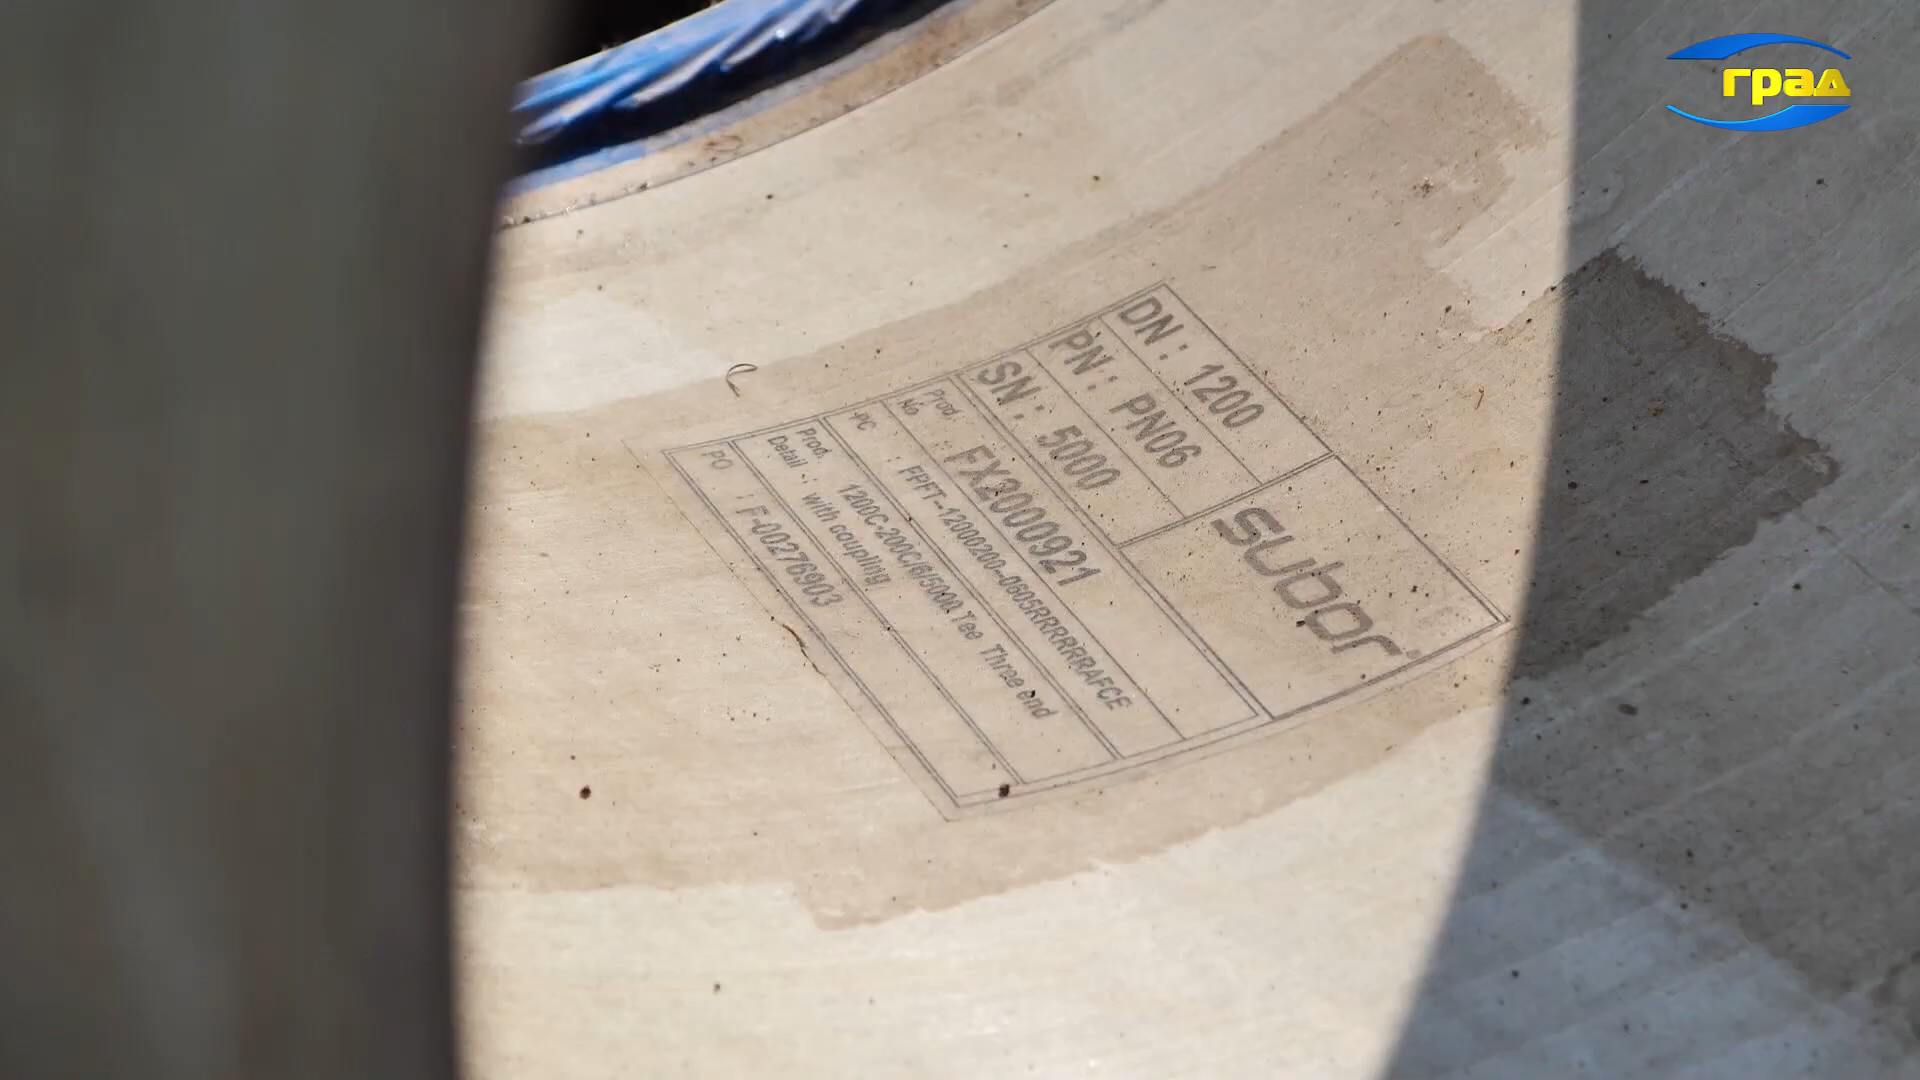 град
DN : 1200
PN : PN06
SN : 5000
subor
Prod. No : FX2000921
PC : FPFT-12000200-0605RRRRRRAFCE
Prod. Detail : 1200C-200C/6/5000 Tee Three end
with coupling
PO : F-00276903